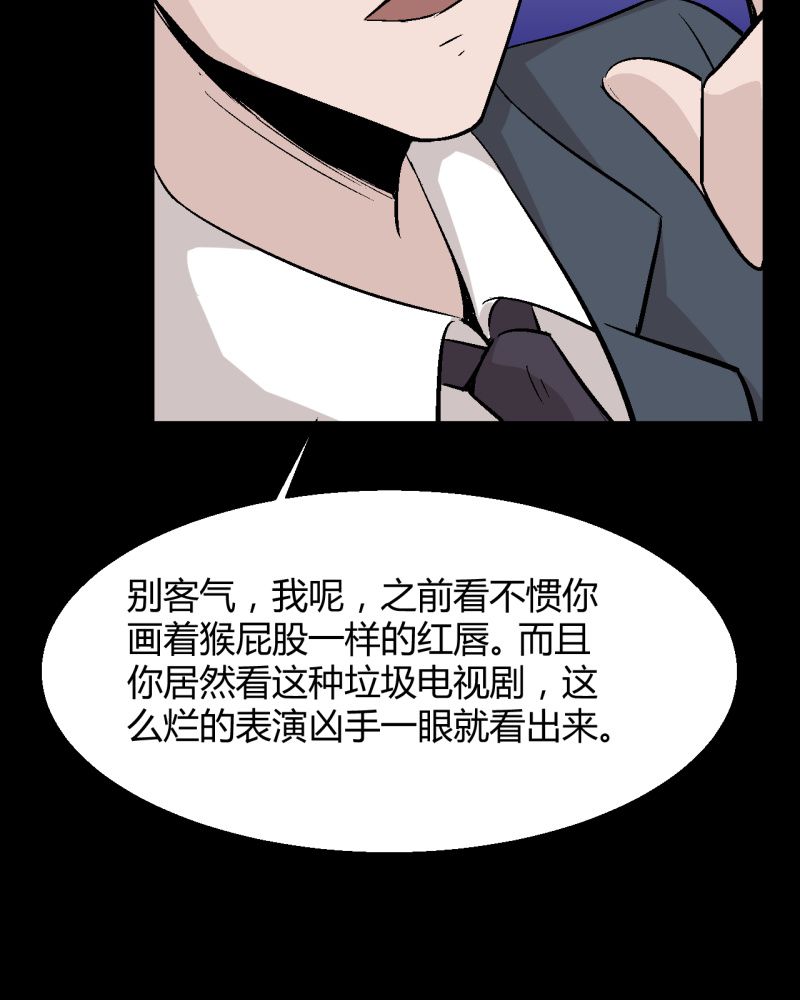 别客气，我呢，之前看不惯你
画着猴屁股一样的红唇。而且
你居然看这种垃圾电视剧，这
么烂的表演凶手一眼就看出来。